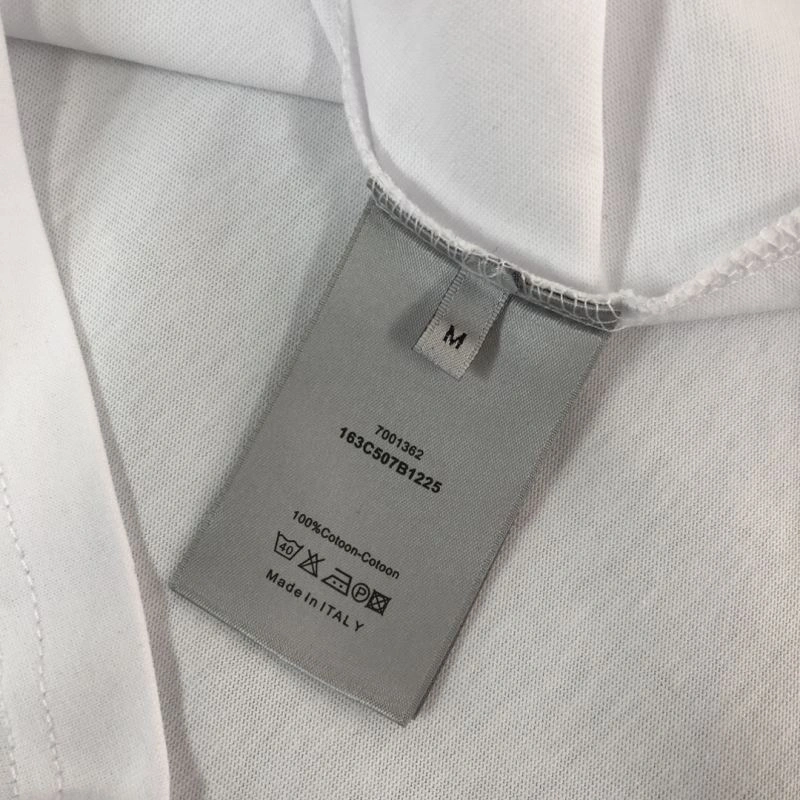 M
7001362
163C507B1225
100%Cotoon-Cotoon
40 P
Made in ITALY